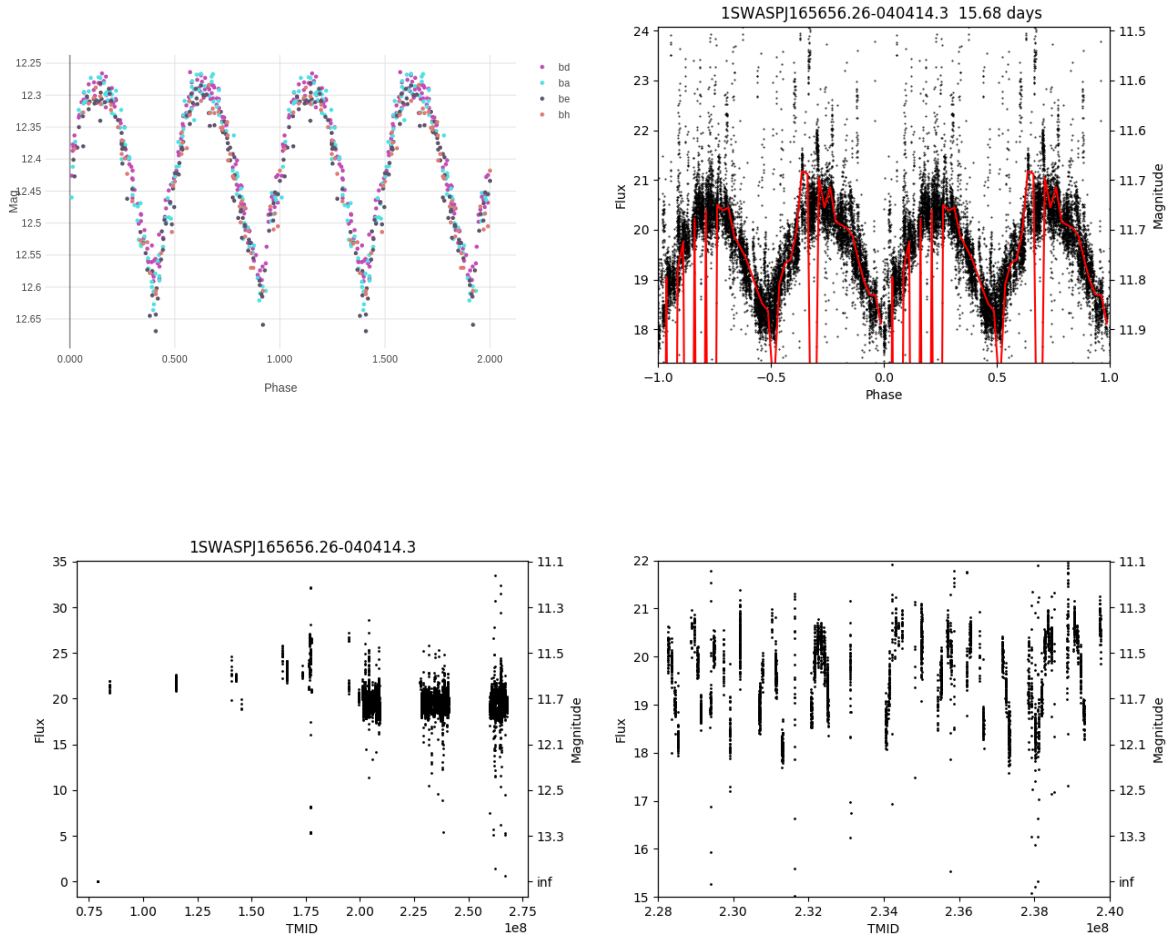 12.25
12.3
12.35
12.4
12.45
12.5
12.55
12.6
12.65
Mag
0.000 0.500 1.000 1.500 2.000
Phase
bd
ba
be
bh
1SWASPJ165656.26-040414.3 15.68 days
24
23
22
21
20
19
18
Flux
11.5
11.6
11.6
11.7
11.7
11.8
11.9
Magnitude
−1.0 −0.5 0.0 0.5 1.0
Phase
1SWASPJ165656.26-040414.3
35
30
25
20
15
10
5
0
Flux
11.1
11.3
11.5
11.7
12.1
12.5
13.3
inf
Magnitude
0.75 1.00 1.25 1.50 1.75 2.00 2.25 2.50 2.75
TMID
1e8
22
21
20
19
18
17
16
15
Flux
11.1
11.3
11.5
11.7
12.1
12.5
13.3
inf
Magnitude
2.28 2.30 2.32 2.34 2.36 2.38 2.40
TMID
1e8